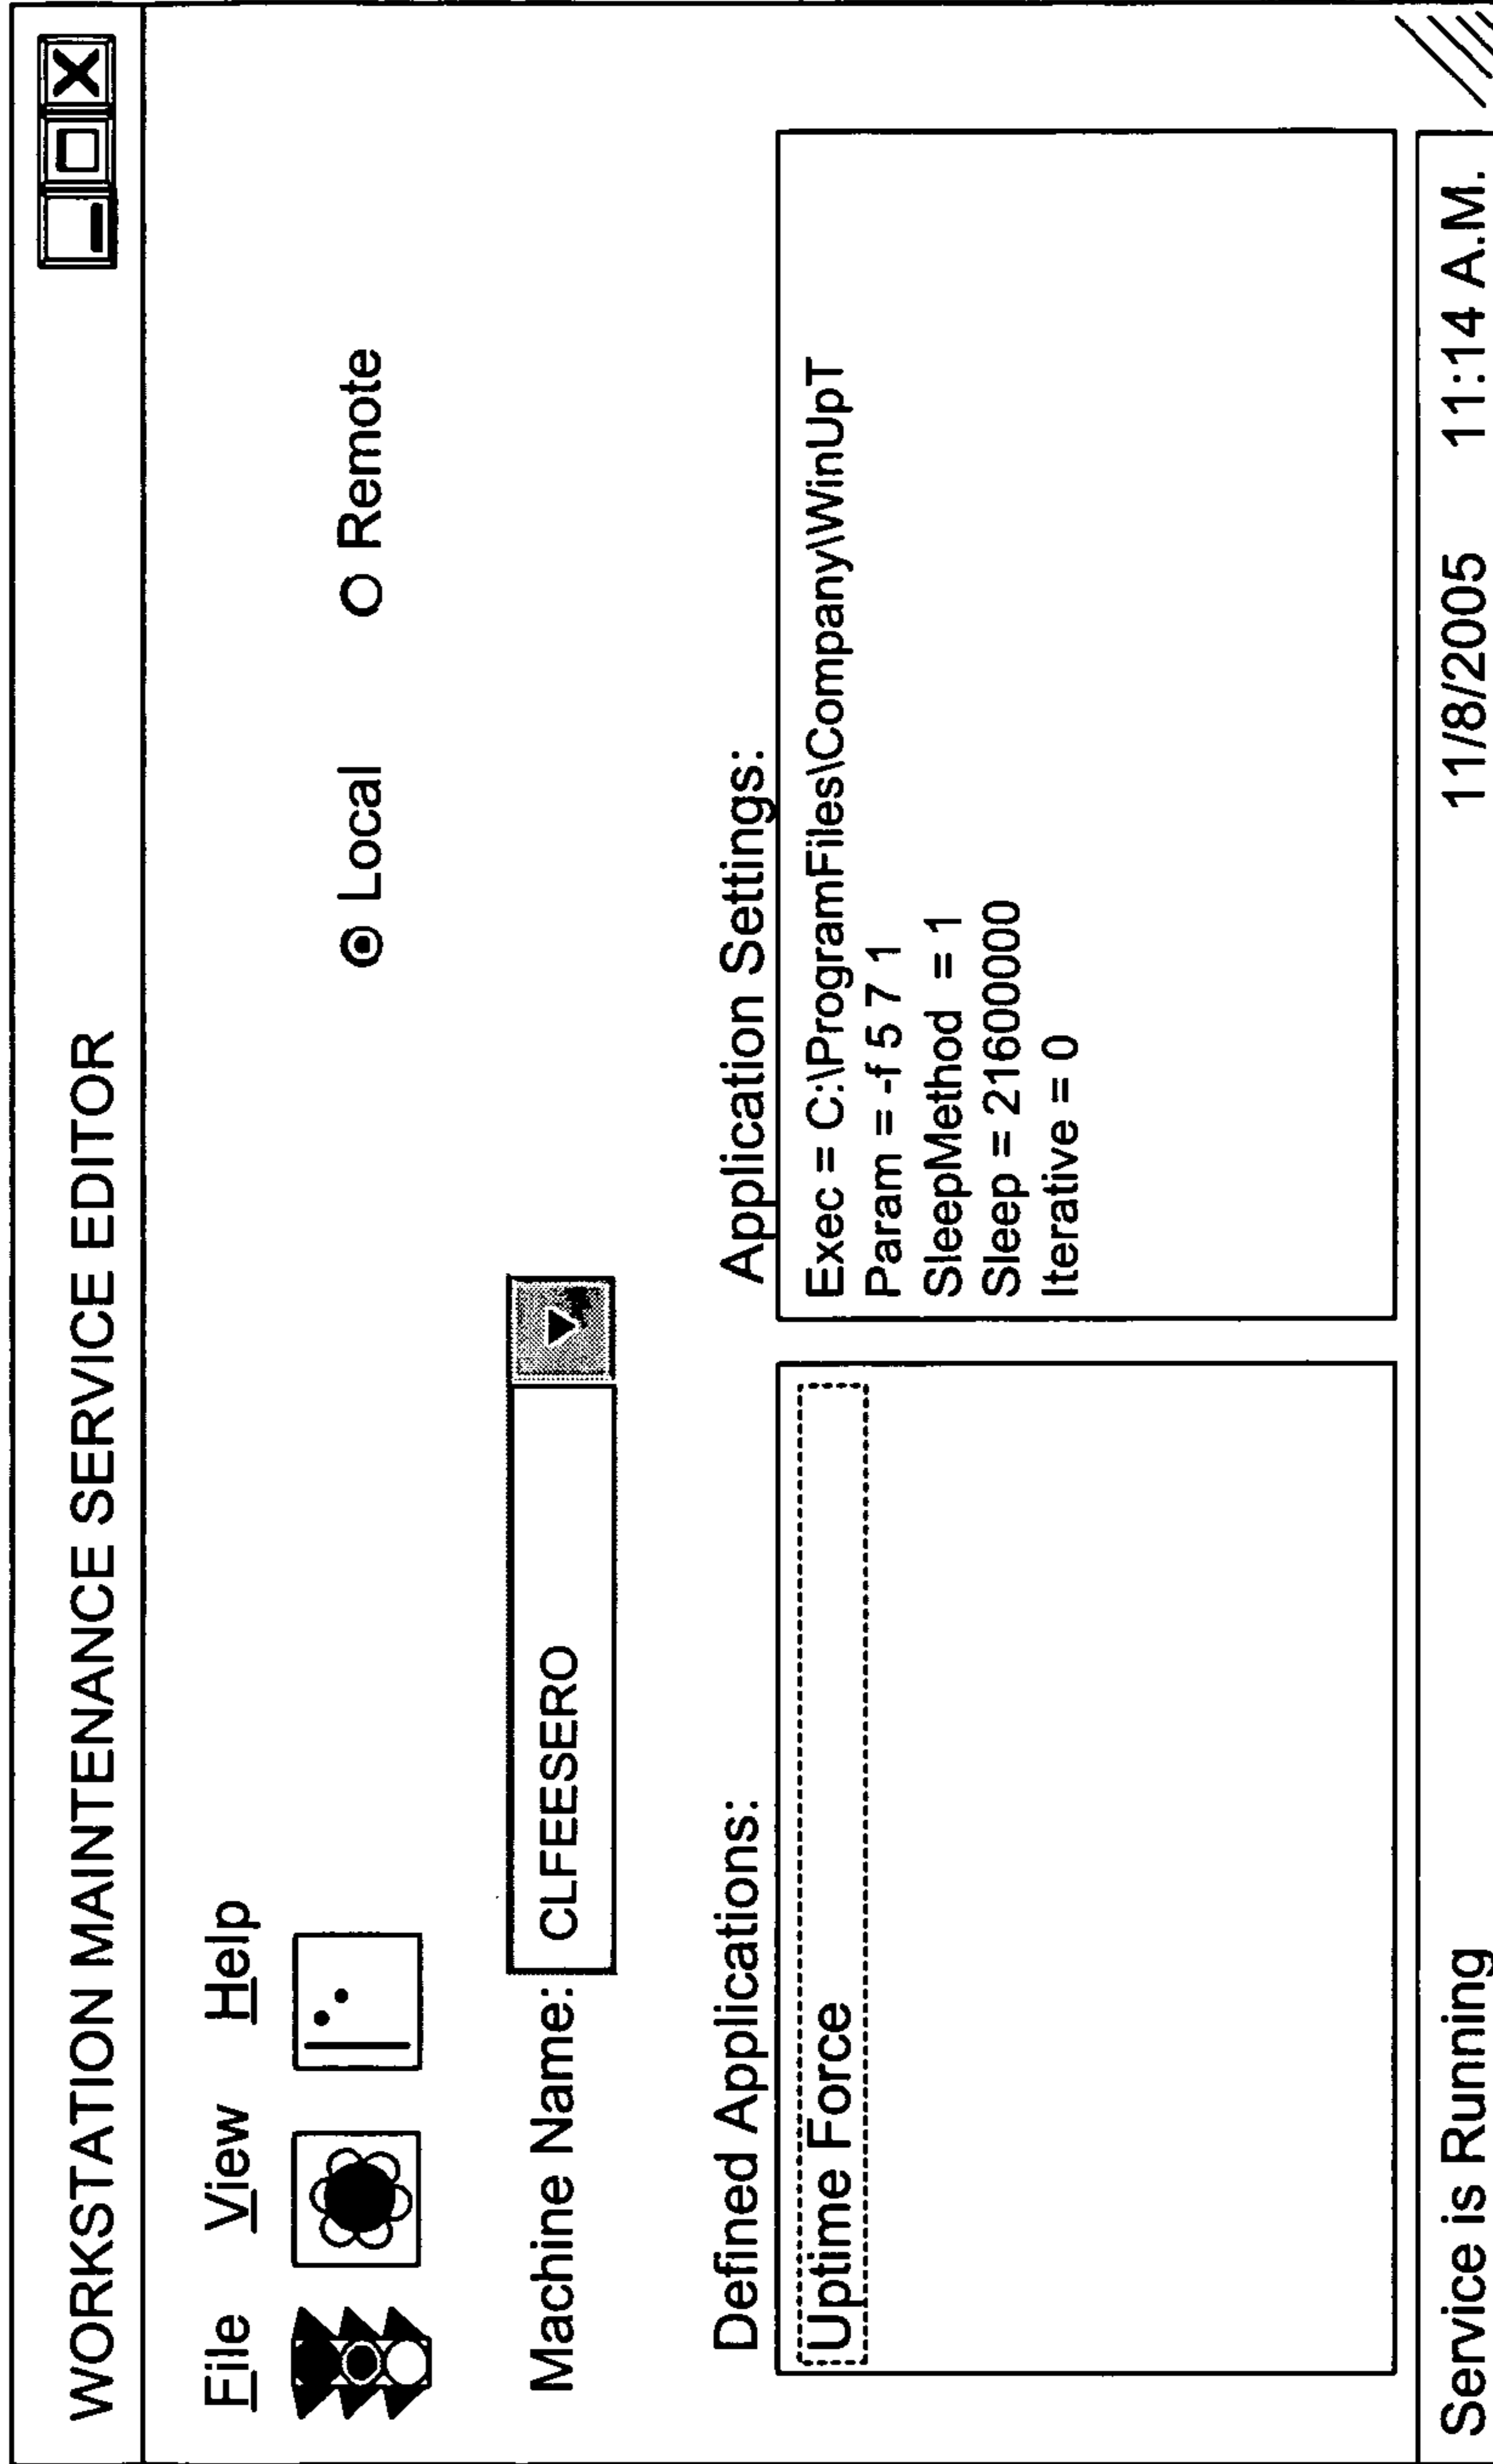 WORKSTATION MAINTENANCE SERVICE EDITOR
File View Help
Local Remote
Machine Name: CLFEESERO
Defined Applications:
Uptime Force
Application Settings:
Exec = C:\ProgramFiles\Company\WinUpT
Param = -f 5 7 1
SleepMethod = 1
Sleep = 21600000
Iterative = 0
Service is Running 11/8/2005 11:14 A.M.